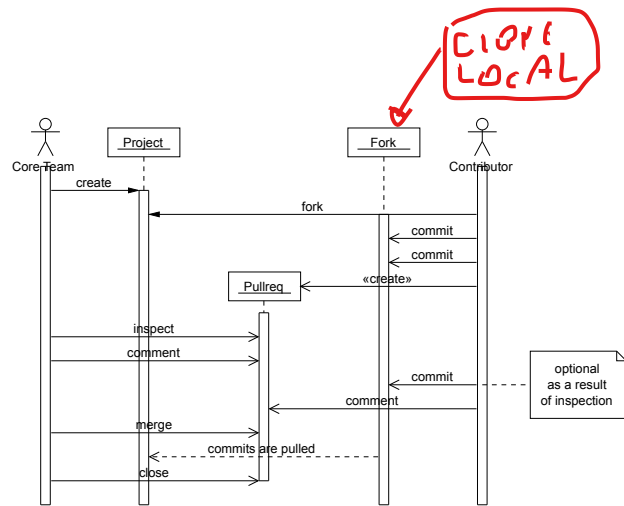 CLONE
LOCAL
Core Team
Project
Fork
Contributor
create
fork
commit
commit
«create»
Pullreq
inspect
comment
commit
optional
as a result
of inspection
comment
merge
commits are pulled
close